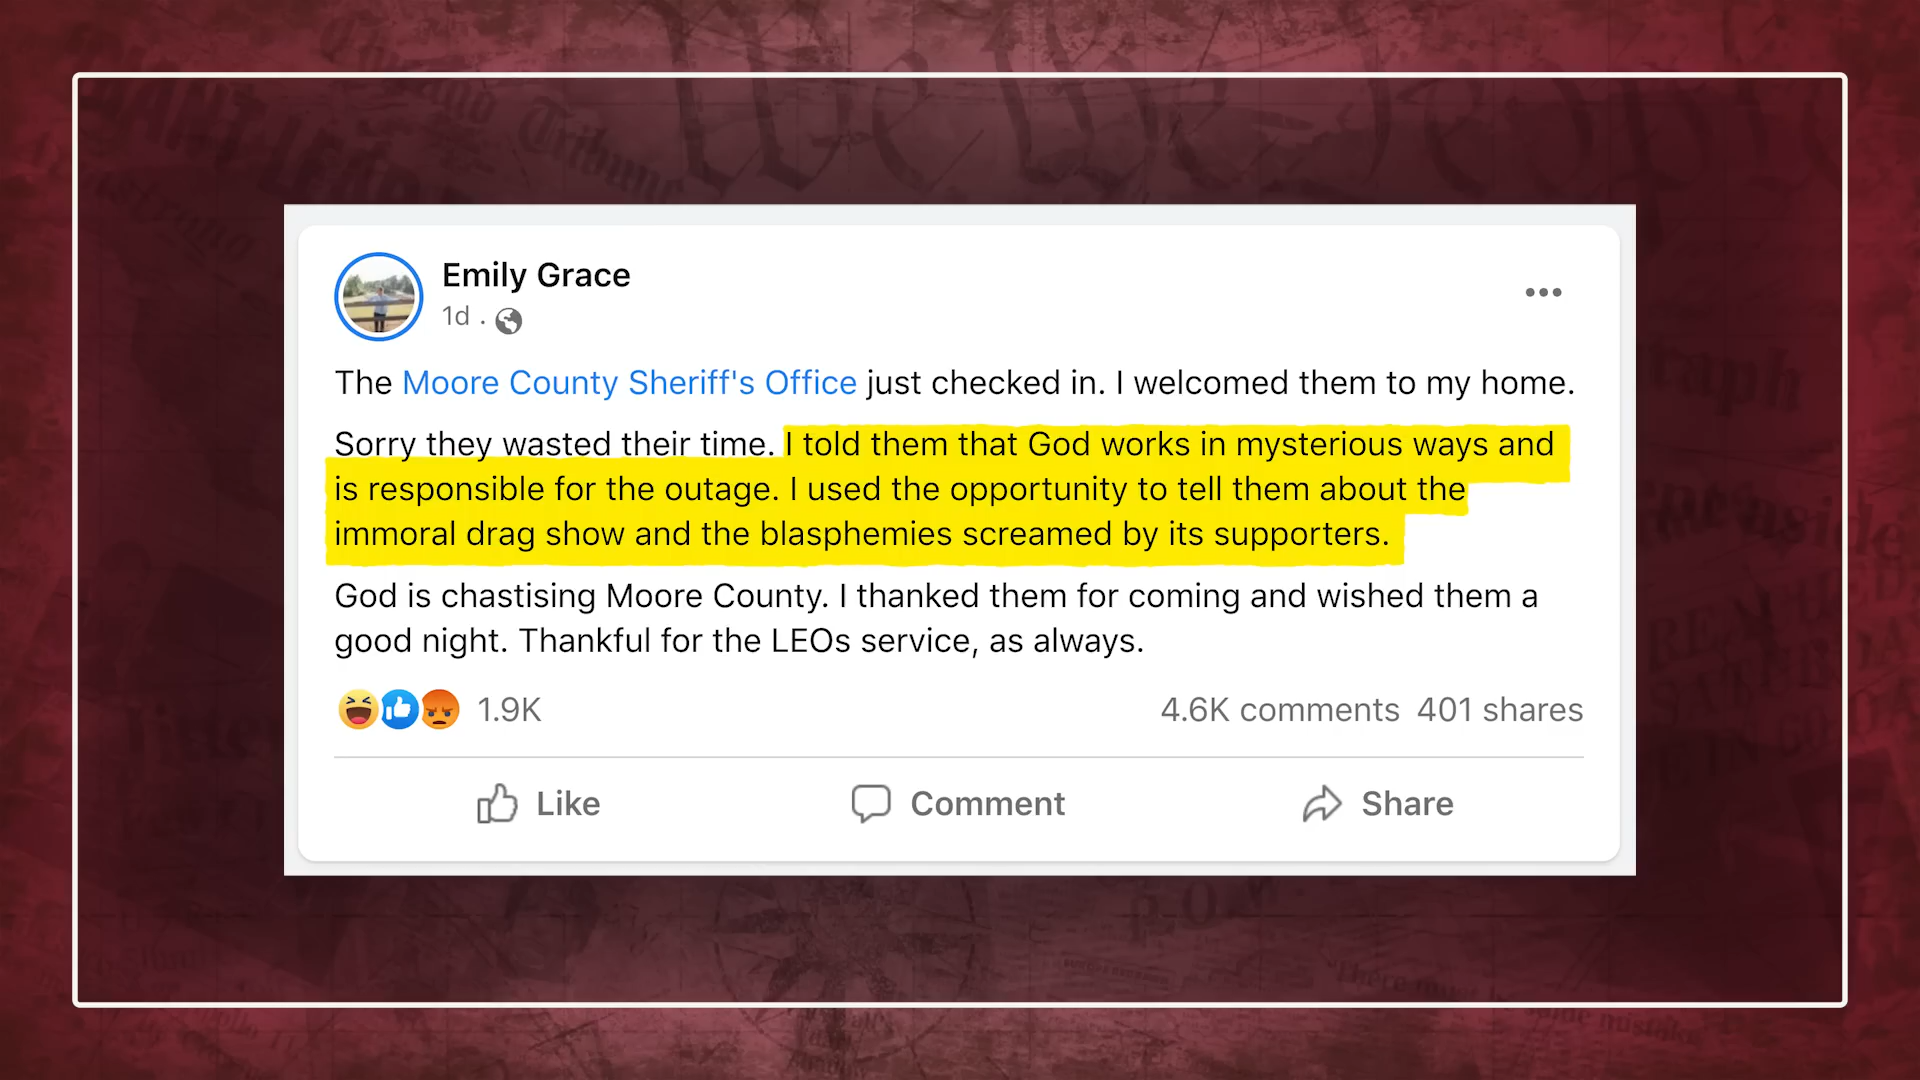 We the People
Tribune
Emily Grace
1d .
The Moore County Sheriff's Office just checked in. I welcomed them to my home.
Sorry they wasted their time. I told them that God works in mysterious ways and
is responsible for the outage. I used the opportunity to tell them about the
immoral drag show and the blasphemies screamed by its supporters.
God is chastising Moore County. I thanked them for coming and wished them a
good night. Thankful for the LEOs service, as always.
1.9K
4.6K comments 401 shares
Like
Comment
Share